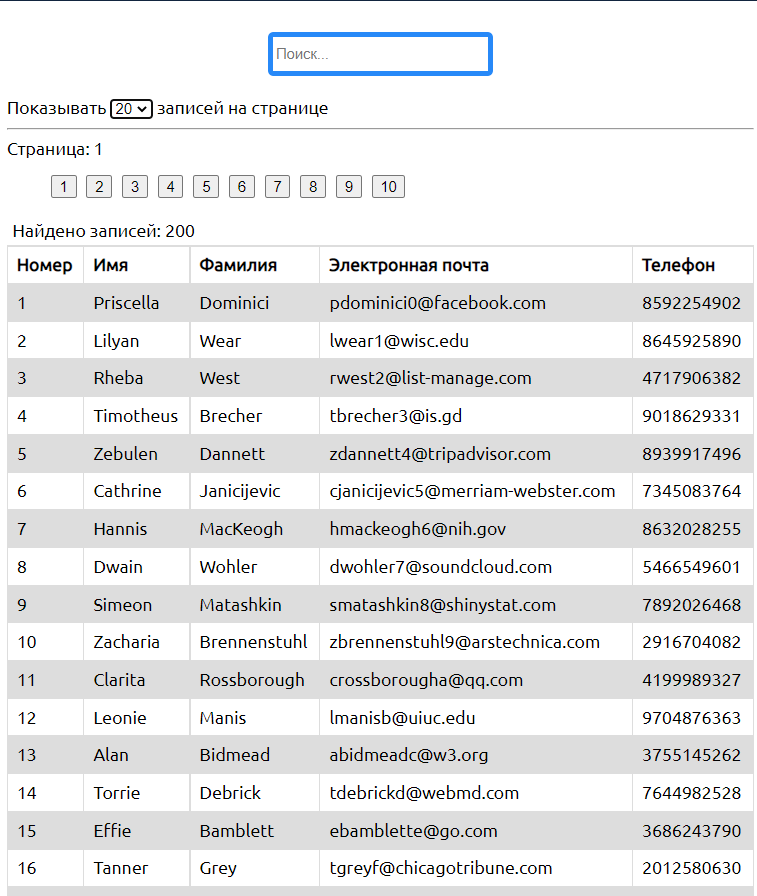 Поиск...
Показывать 20 записей на странице
Страница: 1
1 2 3 4 5 6 7 8 9 10
Найдено записей: 200
Номер Имя Фамилия Электронная почта Телефон
1 Priscella Dominici pdominici0@facebook.com 8592254902
2 Lilyan Wear lwear1@wisc.edu 8645925890
3 Rheba West rwest2@list-manage.com 4717906382
4 Timotheus Brecher tbrecher3@is.gd 9018629331
5 Zebulen Dannett zdannett4@tripadvisor.com 8939917496
6 Cathrine Janicijevic cjanicijevic5@merriam-webster.com 7345083764
7 Hannis MacKeogh hmackeogh6@nih.gov 8632028255
8 Dwain Wohler dwohler7@soundcloud.com 5466549601
9 Simeon Matashkin smatashkin8@shinystat.com 7892026468
10 Zacharia Brennenstuhl zbrennenstuhl9@arstechnica.com 2916704082
11 Clarita Rossborough crossborougha@qq.com 4199989327
12 Leonie Manis lmanisb@uiuc.edu 9704876363
13 Alan Bidmead abidmeadc@w3.org 3755145262
14 Torrie Debrick tdebrickd@webmd.com 7644982528
15 Effie Bamblett ebamblette@go.com 3686243790
16 Tanner Grey tgreyf@chicagotribune.com 2012580630